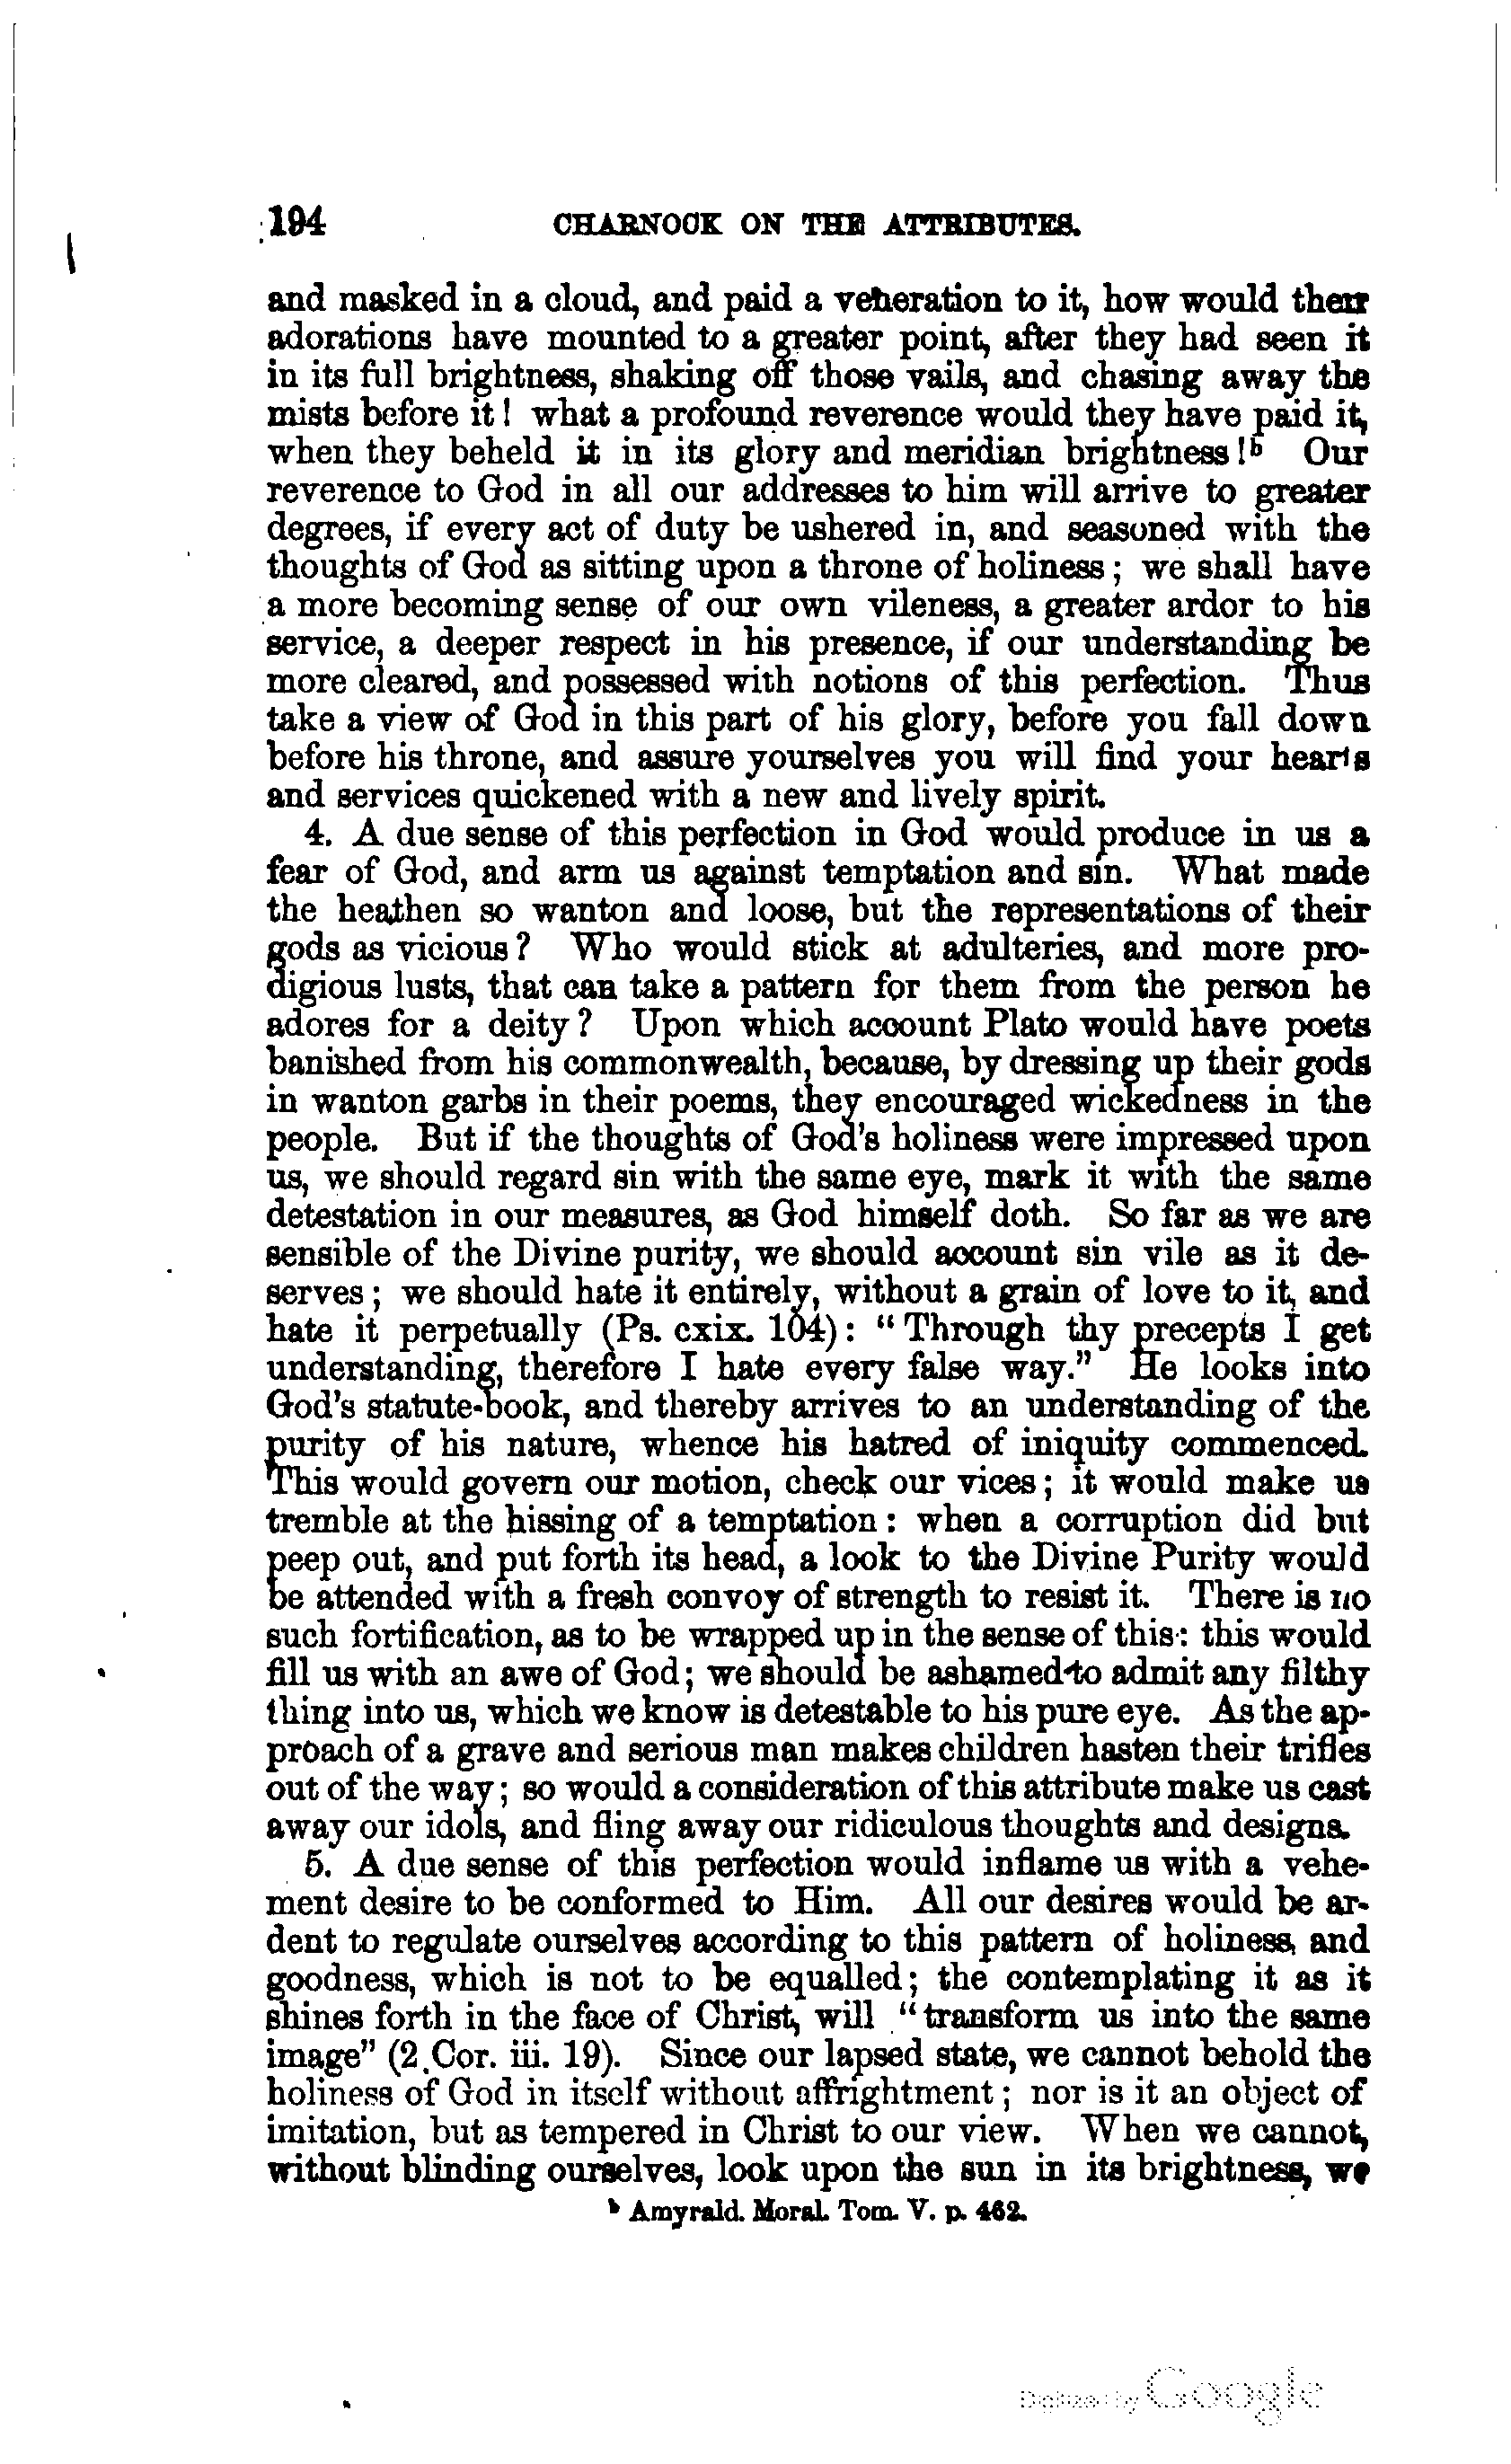 194 CHARNOCK ON THE ATTRIBUTES.
and masked in a cloud, and paid a veneration to it, how would their
adorations have mounted to a greater point, after they had seen it
in its full brightness, shaking off those vails, and chasing away the
mists before it! what a profound reverence would they have paid it,
when they beheld it in its glory and meridian brightness!b Our
reverence to God in all our addresses to him will arrive to greater
degrees, if every act of duty be ushered in, and seasoned with the
thoughts of God as sitting upon a throne of holiness; we shall have
a more becoming sense of our own vileness, a greater ardor to his
service, a deeper respect in his presence, if our understanding be
more cleared, and possessed with notions of this perfection. Thus
take a view of God in this part of his glory, before you fall down
before his throne, and assure yourselves you will find your hearts
and services quickened with a new and lively spirit.
4. A due sense of this perfection in God would produce in us a
fear of God, and arm us against temptation and sin. What made
the heathen so wanton and loose, but the representations of their
gods as vicious? Who would stick at adulteries, and more pro-
digious lusts, that can take a pattern for them from the person he
adores for a deity? Upon which account Plato would have poets
banished from his commonwealth, because, by dressing up their gods
in wanton garbs in their poems, they encouraged wickedness in the
people. But if the thoughts of God's holiness were impressed upon
us, we should regard sin with the same eye, mark it with the same
detestation in our measures, as God himself doth. So far as we are
sensible of the Divine purity, we should account sin vile as it de-
serves; we should hate it entirely, without a grain of love to it, and
hate it perpetually (Ps. cxix. 104): "Through thy precepts I get
understanding, therefore I hate every false way." He looks into
God's statute-book, and thereby arrives to an understanding of the
purity of his nature, whence his hatred of iniquity commenced.
This would govern our motion, check our vices; it would make us
tremble at the hissing of a temptation: when a corruption did but
peep out, and put forth its head, a look to the Divine Purity would
be attended with a fresh convoy of strength to resist it. There is no
such fortification, as to be wrapped up in the sense of this: this would
fill us with an awe of God; we should be ashamed to admit any filthy
thing into us, which we know is detestable to his pure eye. As the ap-
proach of a grave and serious man makes children hasten their trifles
out of the way; so would a consideration of this attribute make us cast
away our idols, and fling away our ridiculous thoughts and designs.
5. A due sense of this perfection would inflame us with a vehe-
ment desire to be conformed to Him. All our desires would be ar-
dent to regulate ourselves according to this pattern of holiness and
goodness, which is not to be equalled; the contemplating it as it
shines forth in the face of Christ, will "transform us into the same
image" (2 Cor. iii. 19). Since our lapsed state, we cannot behold the
holiness of God in itself without affrightment; nor is it an object of
imitation, but as tempered in Christ to our view. When we cannot,
without blinding ourselves, look upon the sun in its brightness, we
b Amyrald. Moral. Tom. V. p. 462.
Digitized by Google